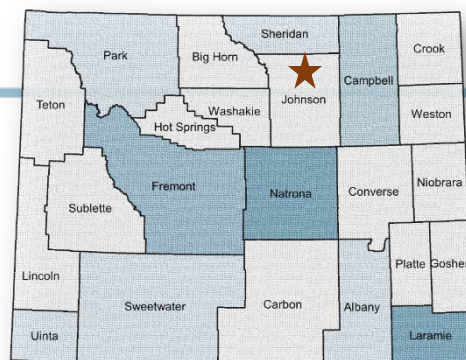 Sheridan
Park
Big Horn
Crook
Campbell
Teton
Johnson
Washakie
Weston
Hot Springs
Fremont
Natrona
Niobrara
Converse
Sublette
Platte
Goshen
Lincoln
Sweetwater
Carbon
Albany
Uinta
Laramie